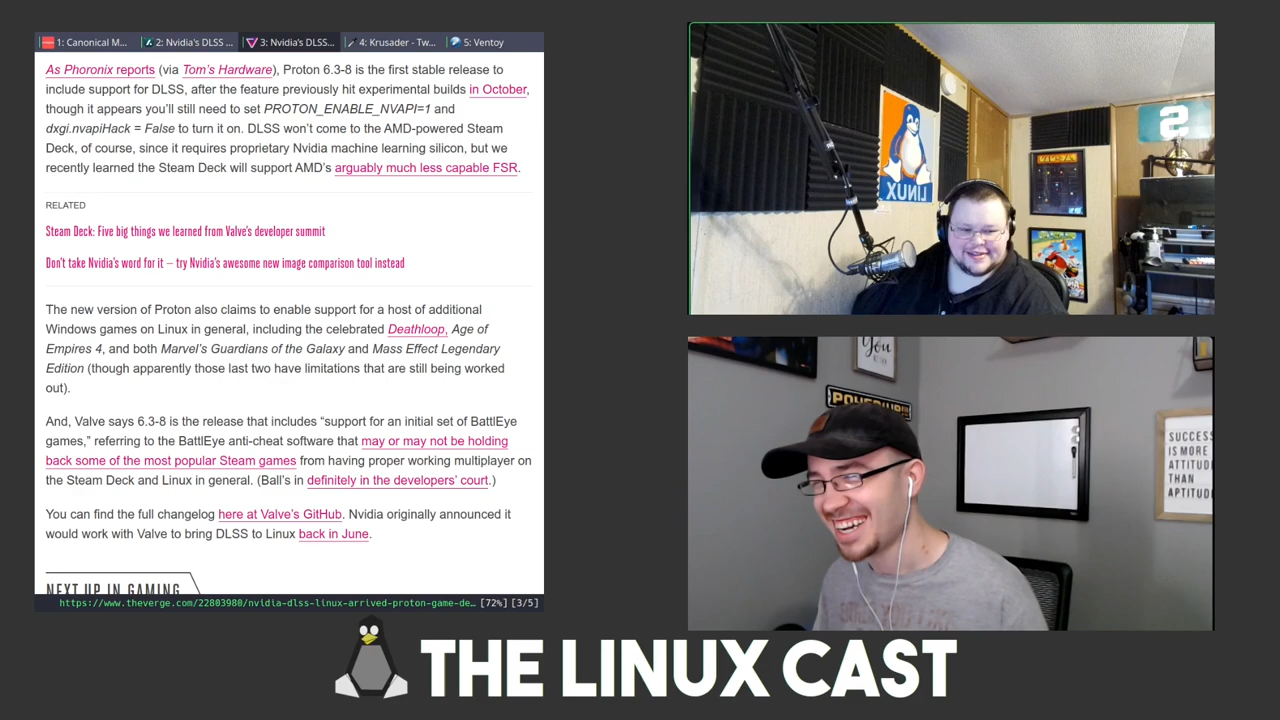 1: Canonical M...
2: Nvidia's DLSS ...
3: Nvidia's DLSS...
4: Krusader - Tw...
5: Ventoy
As Phoronix reports (via Tom's Hardware), Proton 6.3-8 is the first stable release to
include support for DLSS, after the feature previously hit experimental builds in October,
though it appears you'll still need to set PROTON_ENABLE_NVAPI=1 and
dxgi.nvapiHack = False to turn it on. DLSS won't come to the AMD-powered Steam
Deck, of course, since it requires proprietary Nvidia machine learning silicon, but we
recently learned the Steam Deck will support AMD's arguably much less capable FSR.
RELATED
Steam Deck: Five big things we learned from Valve's developer summit
Don't take Nvidia's word for it – try Nvidia's awesome new image comparison tool instead
The new version of Proton also claims to enable support for a host of additional
Windows games on Linux in general, including the celebrated Deathloop, Age of
Empires 4, and both Marvel's Guardians of the Galaxy and Mass Effect Legendary
Edition (though apparently those last two have limitations that are still being worked
out).
And, Valve says 6.3-8 is the release that includes “support for an initial set of BattlEye
games,” referring to the BattlEye anti-cheat software that may or may not be holding
back some of the most popular Steam games from having proper working multiplayer on
the Steam Deck and Linux in general. (Ball's in definitely in the developers' court.)
You can find the full changelog here at Valve's GitHub. Nvidia originally announced it
would work with Valve to bring DLSS to Linux back in June.
NEXT UP IN GAMING
https://www.theverge.com/22803980/nvidia-dlss-linux-arrived-proton-game-de... [72%] [3/5]
LINUX
You
SUCCESS
IS MORE
ATTITUD
THAN
APTITUD
THE LINUX CAST